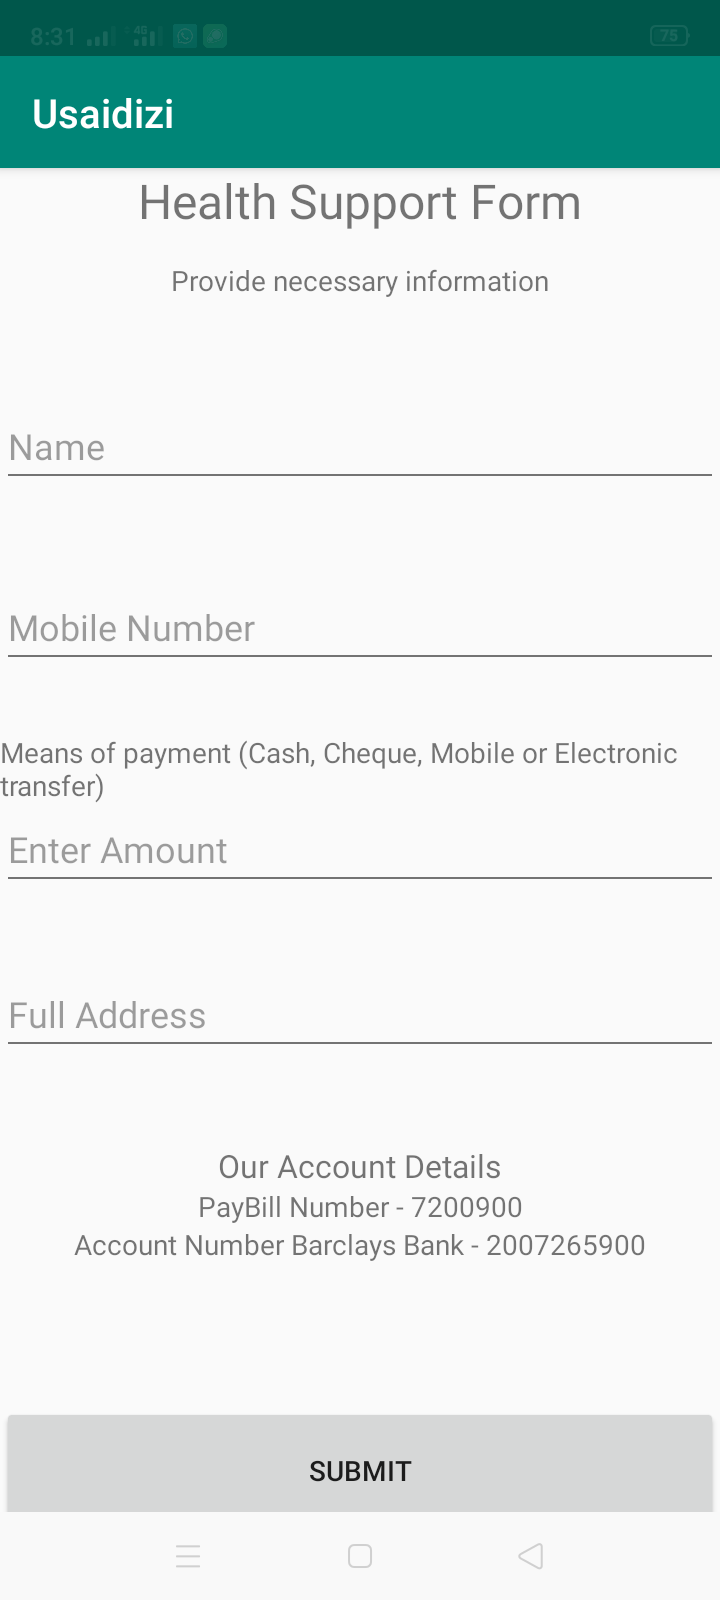 8:31
4G
75
Usaidizi
Health Support Form
Provide necessary information
Name
Mobile Number
Means of payment (Cash, Cheque, Mobile or Electronic
transfer)
Enter Amount
Full Address
Our Account Details
PayBill Number - 7200900
Account Number Barclays Bank - 2007265900
SUBMIT